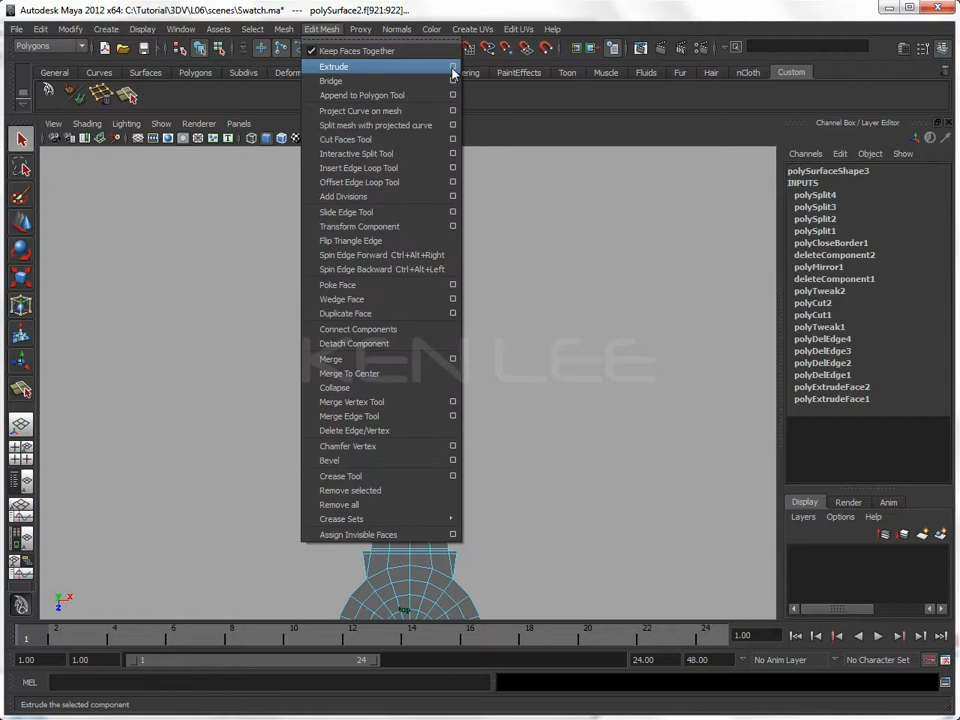 Autodesk Maya 2012 x64: C:\Tutorial\3DV\L06\scenes\Swatch.ma* --- polySurface2.f[921:922]...
File Edit Modify Create Display Window Assets Select Mesh Edit Mesh Proxy Normals Color Create UVs Edit UVs Help
Polygons
General Curves Surfaces Polygons Subdivs Deform ering PaintEffects Toon Muscle Fluids Fur Hair nCloth Custom
View Shading Lighting Show Renderer Panels
Keep Faces Together
Extrude
Bridge
Append to Polygon Tool
Project Curve on mesh
Split mesh with projected curve
Cut Faces Tool
Interactive Split Tool
Insert Edge Loop Tool
Offset Edge Loop Tool
Add Divisions
Slide Edge Tool
Transform Component
Flip Triangle Edge
Spin Edge Forward Ctrl+Alt+Right
Spin Edge Backward Ctrl+Alt+Left
Poke Face
Wedge Face
Duplicate Face
Connect Components
Detach Component
Merge
Merge To Center
Collapse
Merge Vertex Tool
Merge Edge Tool
Delete Edge/Vertex
Chamfer Vertex
Bevel
Crease Tool
Remove selected
Remove all
Crease Sets
Assign Invisible Faces
KEN LEE
top
Z X
Channel Box / Layer Editor
Channels Edit Object Show
polySurfaceShape3
INPUTS
polySplit4
polySplit3
polySplit2
polySplit1
polyCloseBorder1
deleteComponent2
polyMirror1
deleteComponent1
polyTweak2
polyCut2
polyCut1
polyTweak1
polyDelEdge4
polyDelEdge3
polyDelEdge2
polyDelEdge1
polyExtrudeFace2
polyExtrudeFace1
Display Render Anim
Layers Options Help
1 2 4 6 8 10 12 14 16 18 20 22 24 1.00
1.00 1.00 1 24 24.00 48.00 No Anim Layer No Character Set
MEL
Extrude the selected component